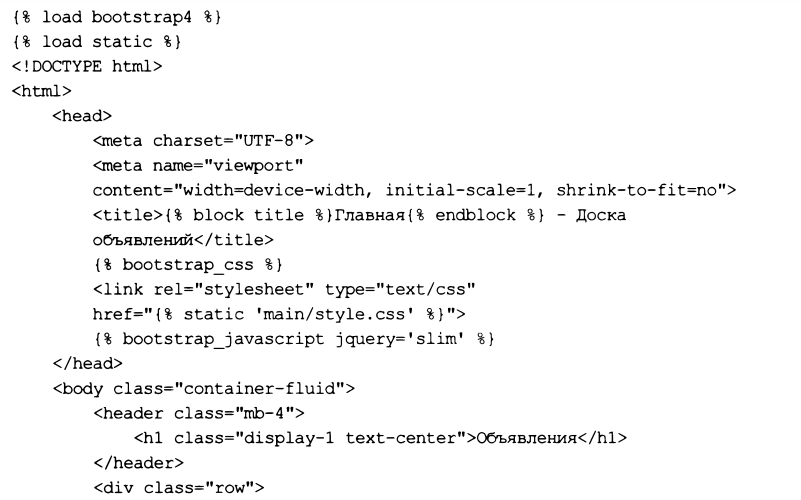 {% load bootstrap4 %}
{% load static %}
<!DOCTYPE html>
<html>
<head>
<meta charset="UTF-8">
<meta name="viewport"
content="width=device-width, initial-scale=1, shrink-to-fit=no">
<title>{% block title %}Главная{% endblock %} - Доска
объявлений</title>
{% bootstrap_css %}
<link rel="stylesheet" type="text/css"
href="{% static 'main/style.css' %}">
{% bootstrap_javascript jquery='slim' %}
</head>
<body class="container-fluid">
<header class="mb-4">
<h1 class="display-1 text-center">Объявления</h1>
</header>
<div class="row">